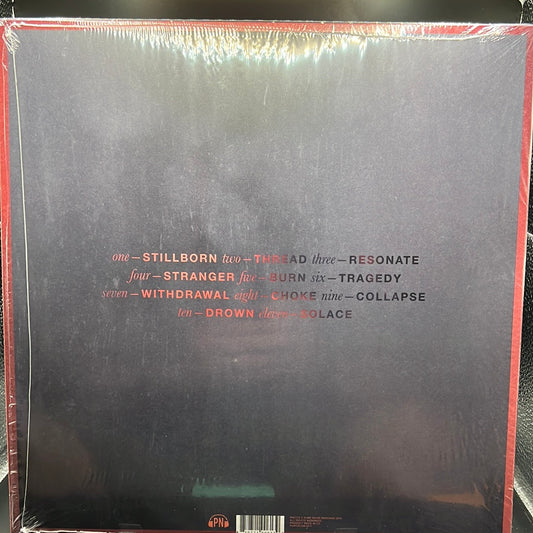 one — STILLBORN two — THREAD three — RESONATE
four — STRANGER five — BURN six — TRAGEDY
seven — WITHDRAWAL eight — CHOKE nine — COLLAPSE
ten — DROWN eleven — SOLACE
PN